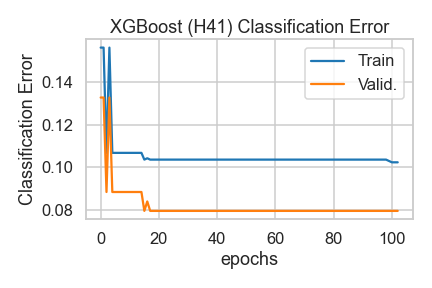 XGBoost (H41) Classification Error
Classification Error
0.14
0.12
0.10
0.08
Train
Valid.
0 20 40 60 80 100
epochs